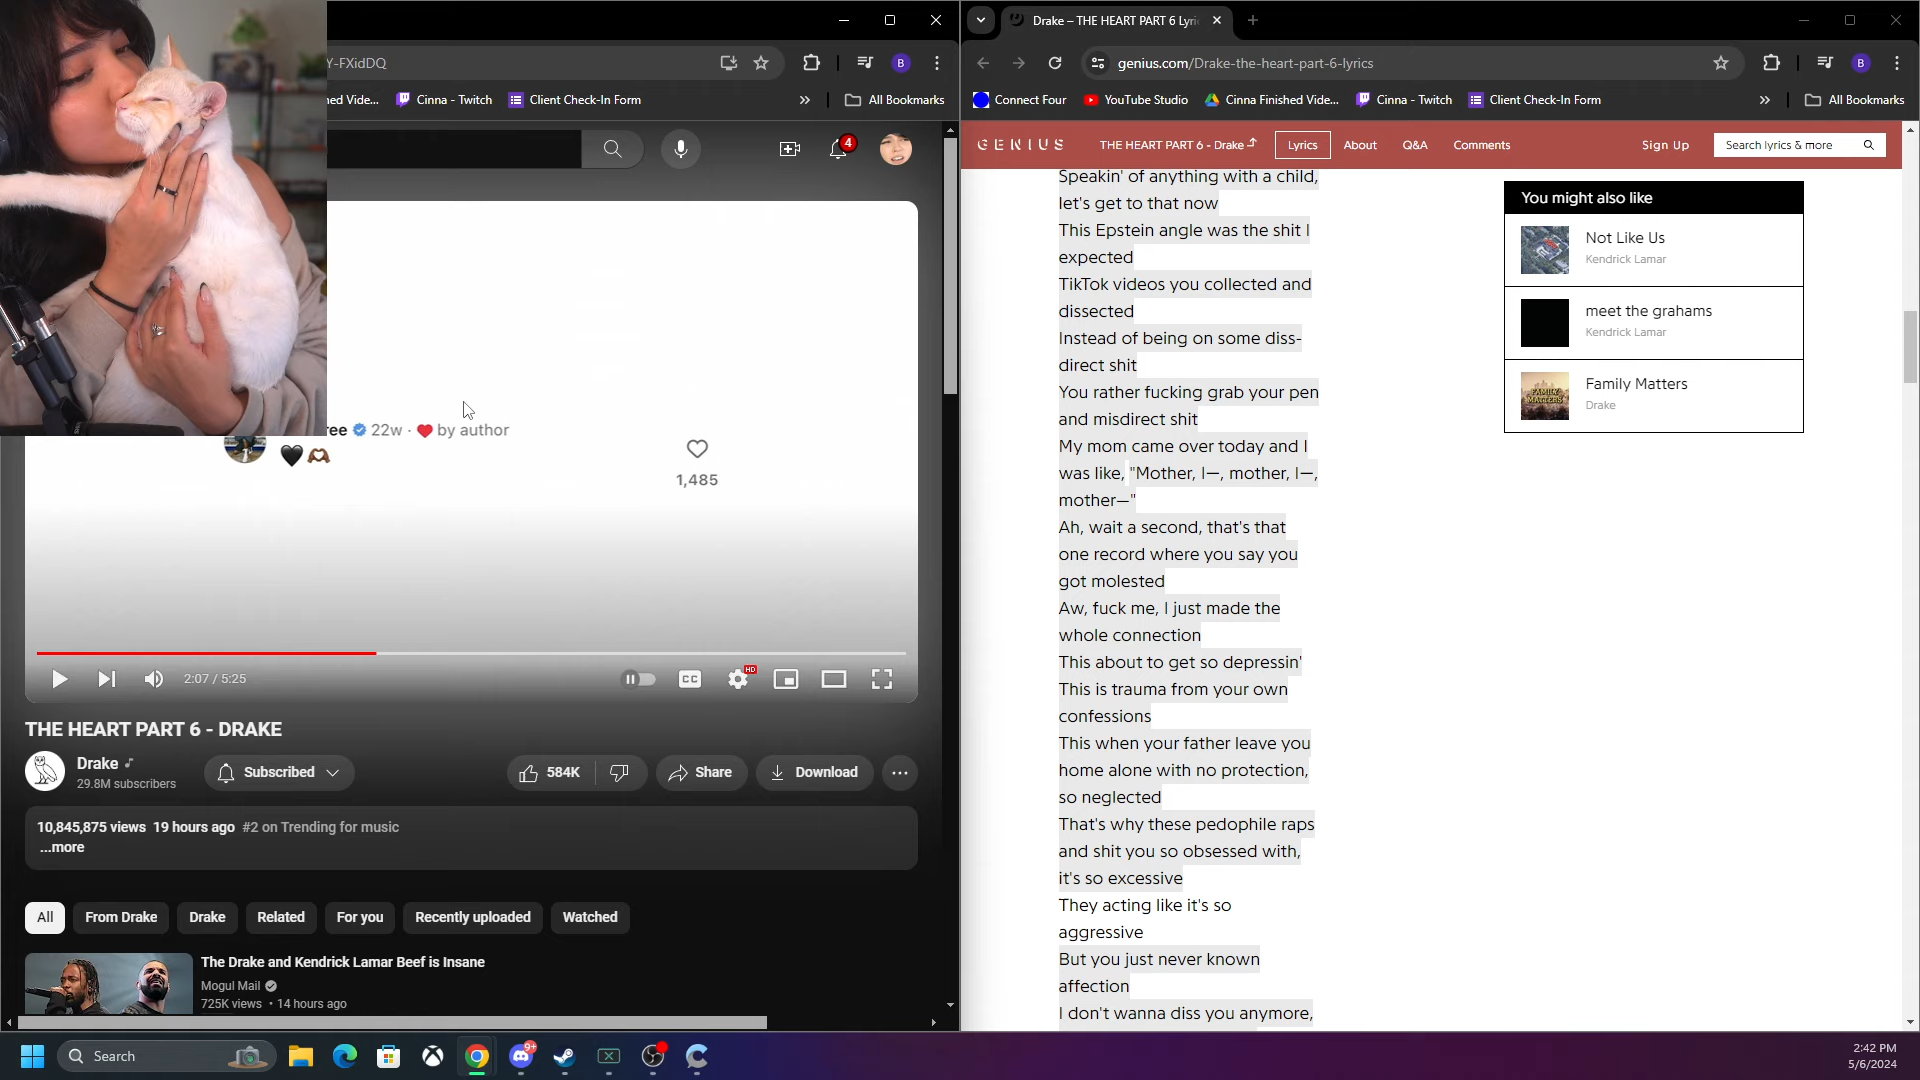 Y-FXidDQ
B
ed Vide...
Cinna - Twitch
Client Check-In Form
»
All Bookmarks
4
ree 22w · by author
1,485
2:07 / 5:25
CC
HD
THE HEART PART 6 - DRAKE
Drake
29.8M subscribers
Subscribed
584K
Share
Download
10,845,875 views 19 hours ago #2 on Trending for music
...more
All
From Drake
Drake
Related
For you
Recently uploaded
Watched
The Drake and Kendrick Lamar Beef is Insane
Mogul Mail
725K views • 14 hours ago
Drake – THE HEART PART 6 Lyri
genius.com/Drake-the-heart-part-6-lyrics
B
Connect Four
YouTube Studio
Cinna Finished Vide...
Cinna - Twitch
Client Check-In Form
»
All Bookmarks
GENIUS
THE HEART PART 6 - Drake
Lyrics
About
Q&A
Comments
Sign Up
Search lyrics & more
Speakin' of anything with a child,
let's get to that now
This Epstein angle was the shit I
expected
TikTok videos you collected and
dissected
Instead of being on some diss-
direct shit
You rather fucking grab your pen
and misdirect shit
My mom came over today and I
was like, "Mother, I—, mother, I—,
mother—"
Ah, wait a second, that's that
one record where you say you
got molested
Aw, fuck me, I just made the
whole connection
This about to get so depressin'
This is trauma from your own
confessions
This when your father leave you
home alone with no protection,
so neglected
That's why these pedophile raps
and shit you so obsessed with,
it's so excessive
They acting like it's so
aggressive
But you just never known
affection
I don't wanna diss you anymore,
You might also like
Not Like Us
Kendrick Lamar
meet the grahams
Kendrick Lamar
Family Matters
Drake
Search
9+
2:42 PM
5/6/2024